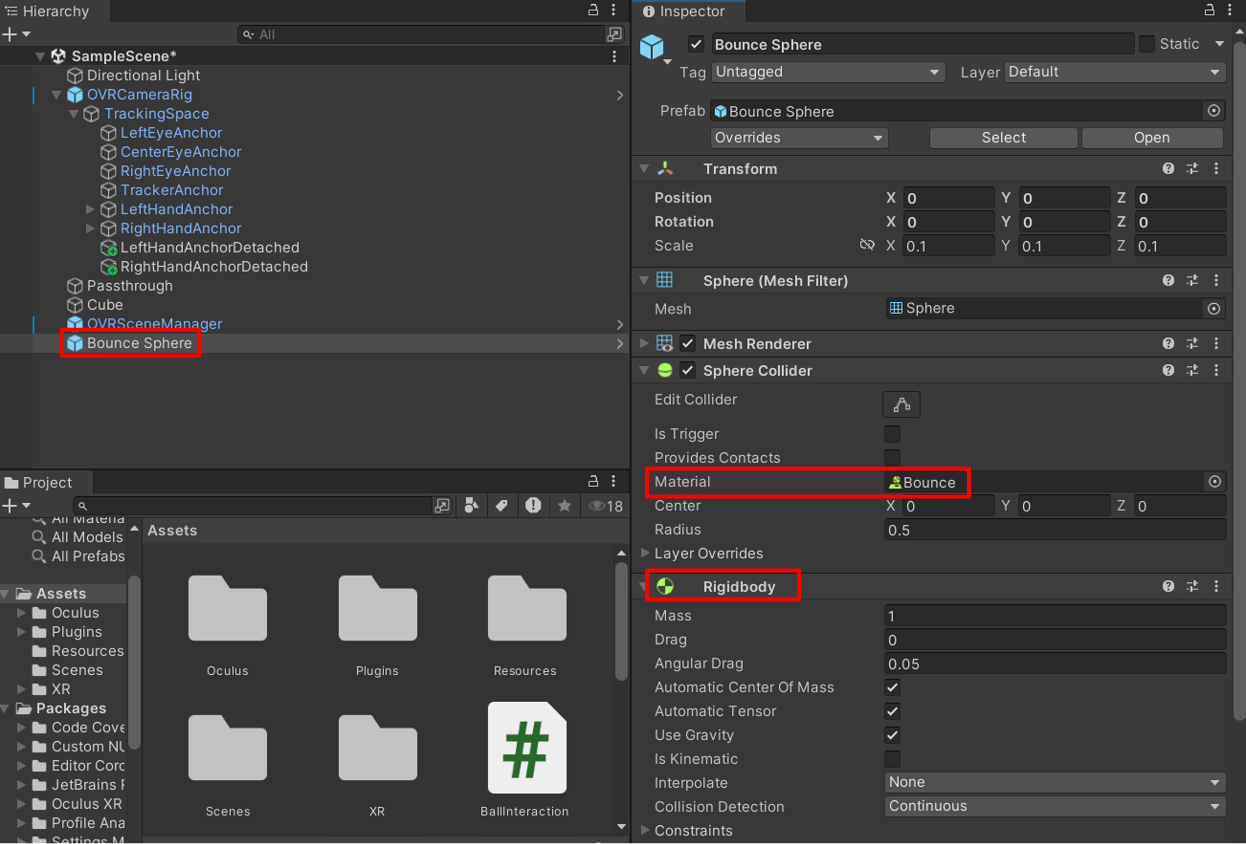 Hierarchy
All
SampleScene*
Directional Light
OVRCameraRig
TrackingSpace
LeftEyeAnchor
CenterEyeAnchor
RightEyeAnchor
TrackerAnchor
LeftHandAnchor
RightHandAnchor
LeftHandAnchorDetached
RightHandAnchorDetached
Passthrough
Cube
OVRSceneManager
Bounce Sphere
Project
18
All Materia
All Models
All Prefabs
Assets
Oculus
Plugins
Resources
Scenes
XR
Packages
Code Cove
Custom NU
Editor Corc
JetBrains F
Oculus XR
Profile Ana
Settings M
Assets
Oculus
Plugins
Resources
Scenes
XR
BallInteraction
Inspector
Bounce Sphere
Static
Tag Untagged Layer Default
Prefab Bounce Sphere
Overrides Select Open
Transform
Position X 0 Y 0 Z 0
Rotation X 0 Y 0 Z 0
Scale X 0.1 Y 0.1 Z 0.1
Sphere (Mesh Filter)
Mesh Sphere
Mesh Renderer
Sphere Collider
Edit Collider
Is Trigger
Provides Contacts
Material Bounce
Center X 0 Y 0 Z 0
Radius 0.5
Layer Overrides
Rigidbody
Mass 1
Drag 0
Angular Drag 0.05
Automatic Center Of Mass
Automatic Tensor
Use Gravity
Is Kinematic
Interpolate None
Collision Detection Continuous
Constraints